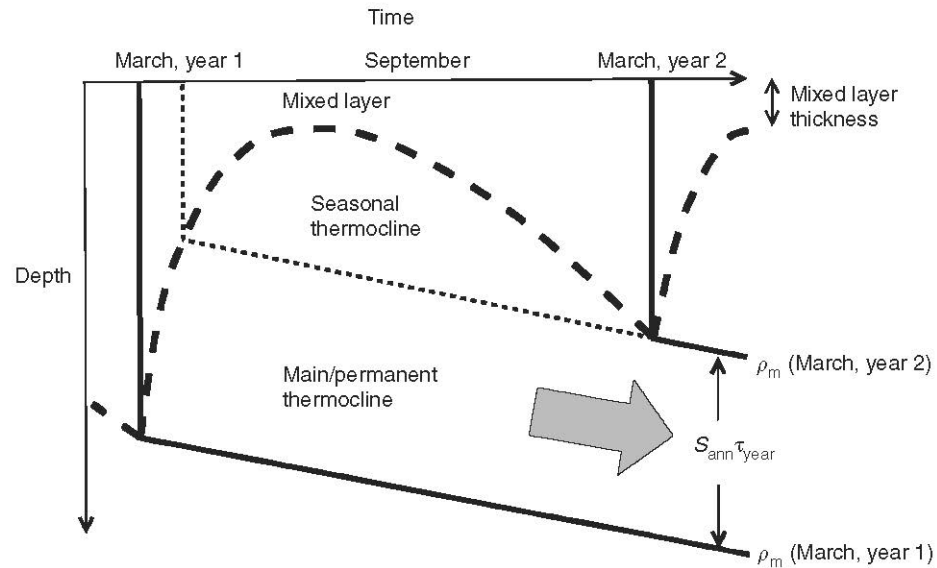 Time
March, year 1
September
March, year 2
Mixed layer
Mixed layer
thickness
Seasonal
thermocline
Depth
ρm (March, year 2)
Main/permanent
thermocline
Sannτyear
ρm (March, year 1)